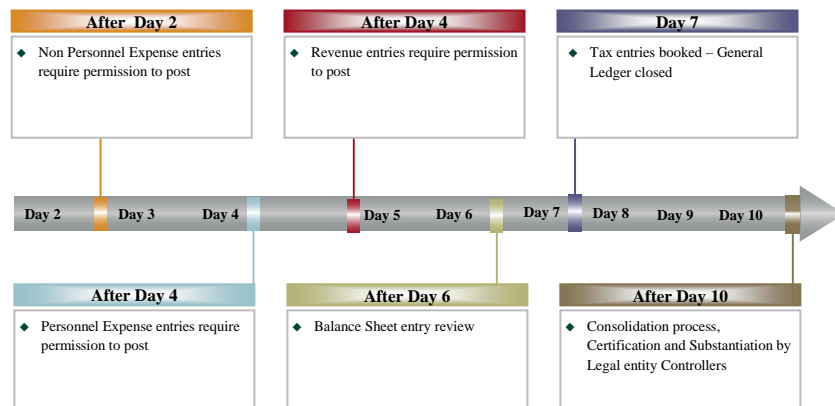 After Day 2
Non Personnel Expense entries
require permission to post
After Day 4
Revenue entries require permission
to post
Day 7
Tax entries booked – General
Ledger closed
Day 2 Day 3 Day 4 Day 5 Day 6 Day 7 Day 8 Day 9 Day 10
After Day 4
Personnel Expense entries require
permission to post
After Day 6
Balance Sheet entry review
After Day 10
Consolidation process,
Certification and Substantiation by
Legal entity Controllers